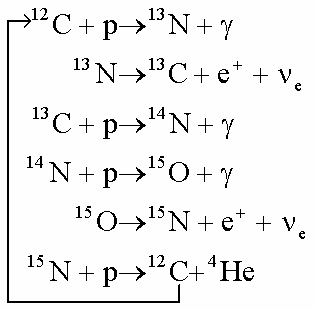 ¹²C + p→¹³N + γ
¹³N→¹³C + e⁺ + νₑ
¹³C + p→¹⁴N + γ
¹⁴N + p→¹⁵O + γ
¹⁵O→¹⁵N + e⁺ + νₑ
¹⁵N + p→¹²C+⁴He